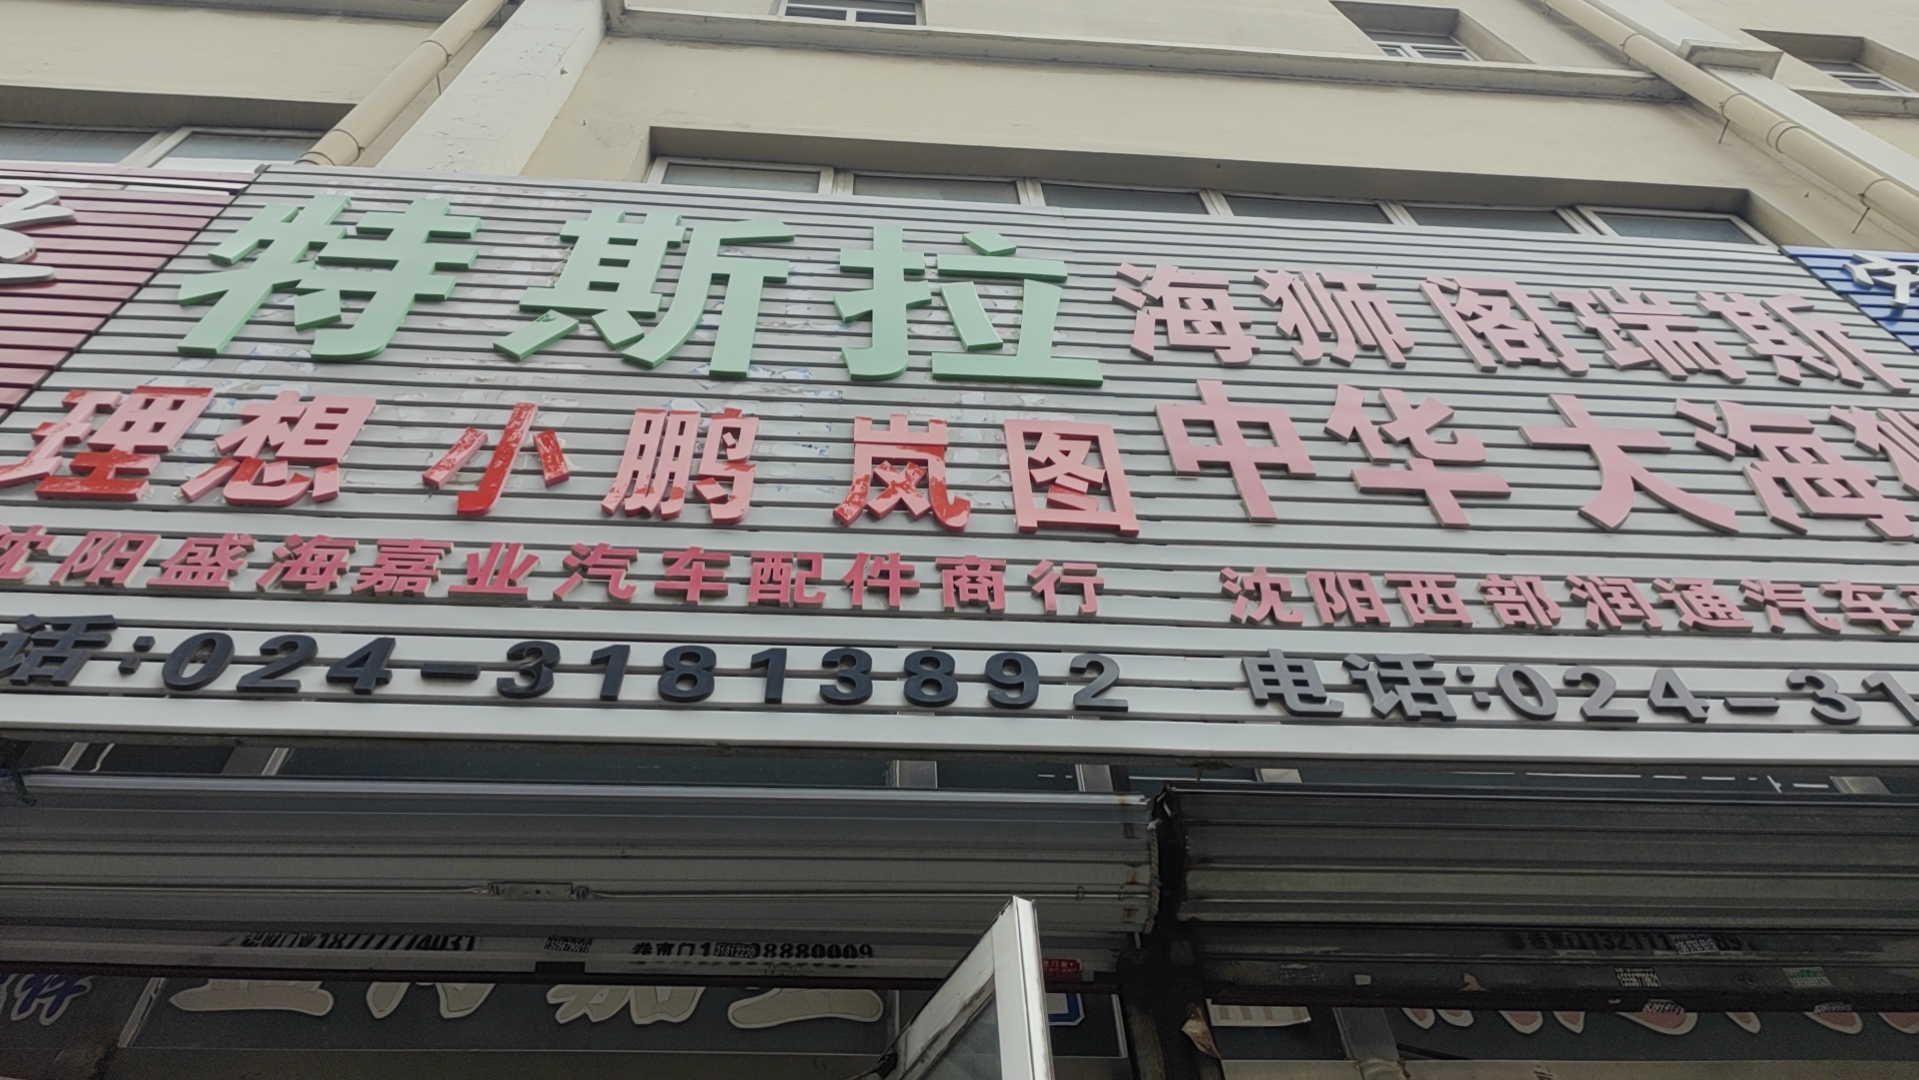 特斯拉 海狮 阁瑞斯
理想 小鹏 岚图 中华大海狮
沈阳盛海嘉业汽车配件商行 沈阳西部润通汽车
话:024-31813892 电话:024-31